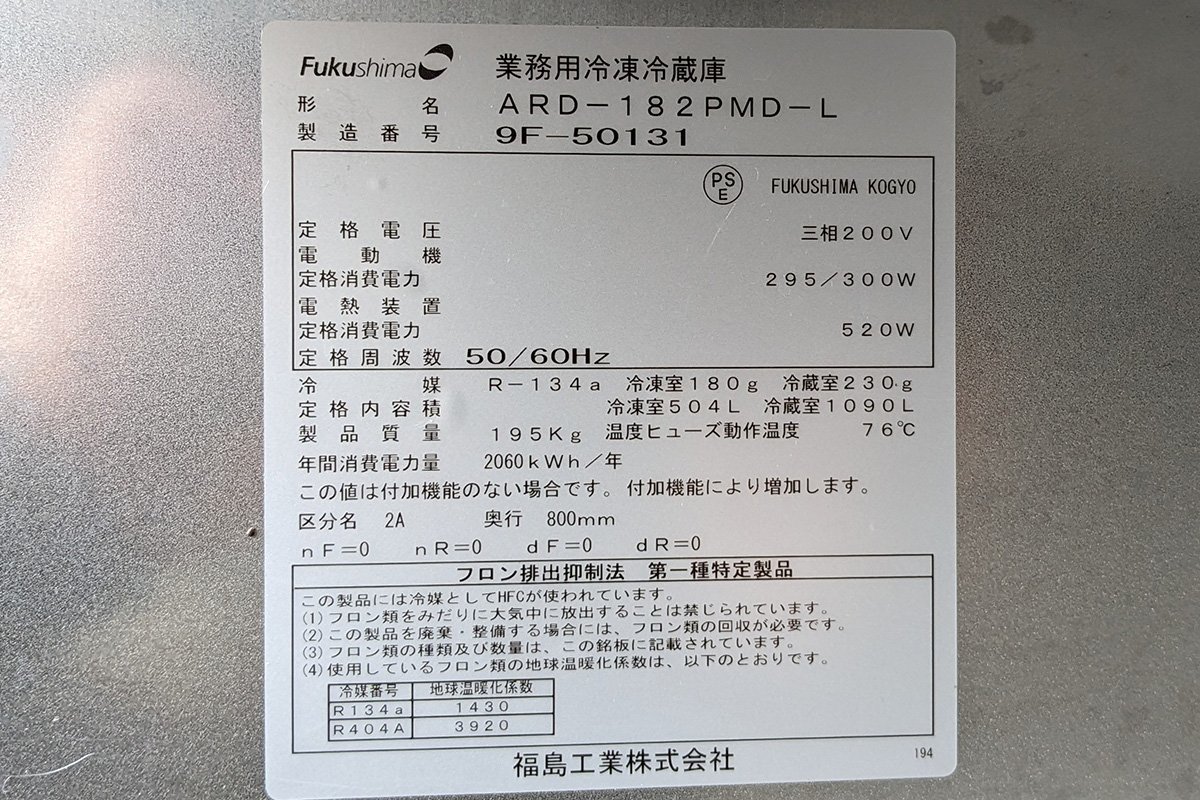 Fukushima 業務用冷凍冷蔵庫
形名 ARD-182PMD-L
製造番号 9F-50131
PSE FUKUSHIMA KOGYO
定格電圧 三相200V
電動機
定格消費電力 295/300W
電熱装置
定格消費電力 520W
定格周波数 50/60Hz
冷媒 R-134a 冷凍室180g 冷蔵室230g
定格内容積 冷凍室504L 冷蔵室1090L
製品質量 195Kg 温度ヒューズ動作温度 76℃
年間消費電力量 2060kWh/年
この値は付加機能のない場合です。付加機能により増加します。
区分名 2A 奥行 800mm
nF=0 nR=0 dF=0 dR=0
フロン排出抑制法 第一種特定製品
この製品には冷媒としてHFCが使われています。
(1)フロン類をみだりに大気中に放出することは禁じられています。
(2)この製品を廃棄・整備する場合には、フロン類の回収が必要です。
(3)フロン類の種類及び数量は、この銘板に記載されています。
(4)使用しているフロン類の地球温暖化係数は、以下のとおりです。
冷媒番号 地球温暖化係数
R134a 1430
R404A 3920
福島工業株式会社 194